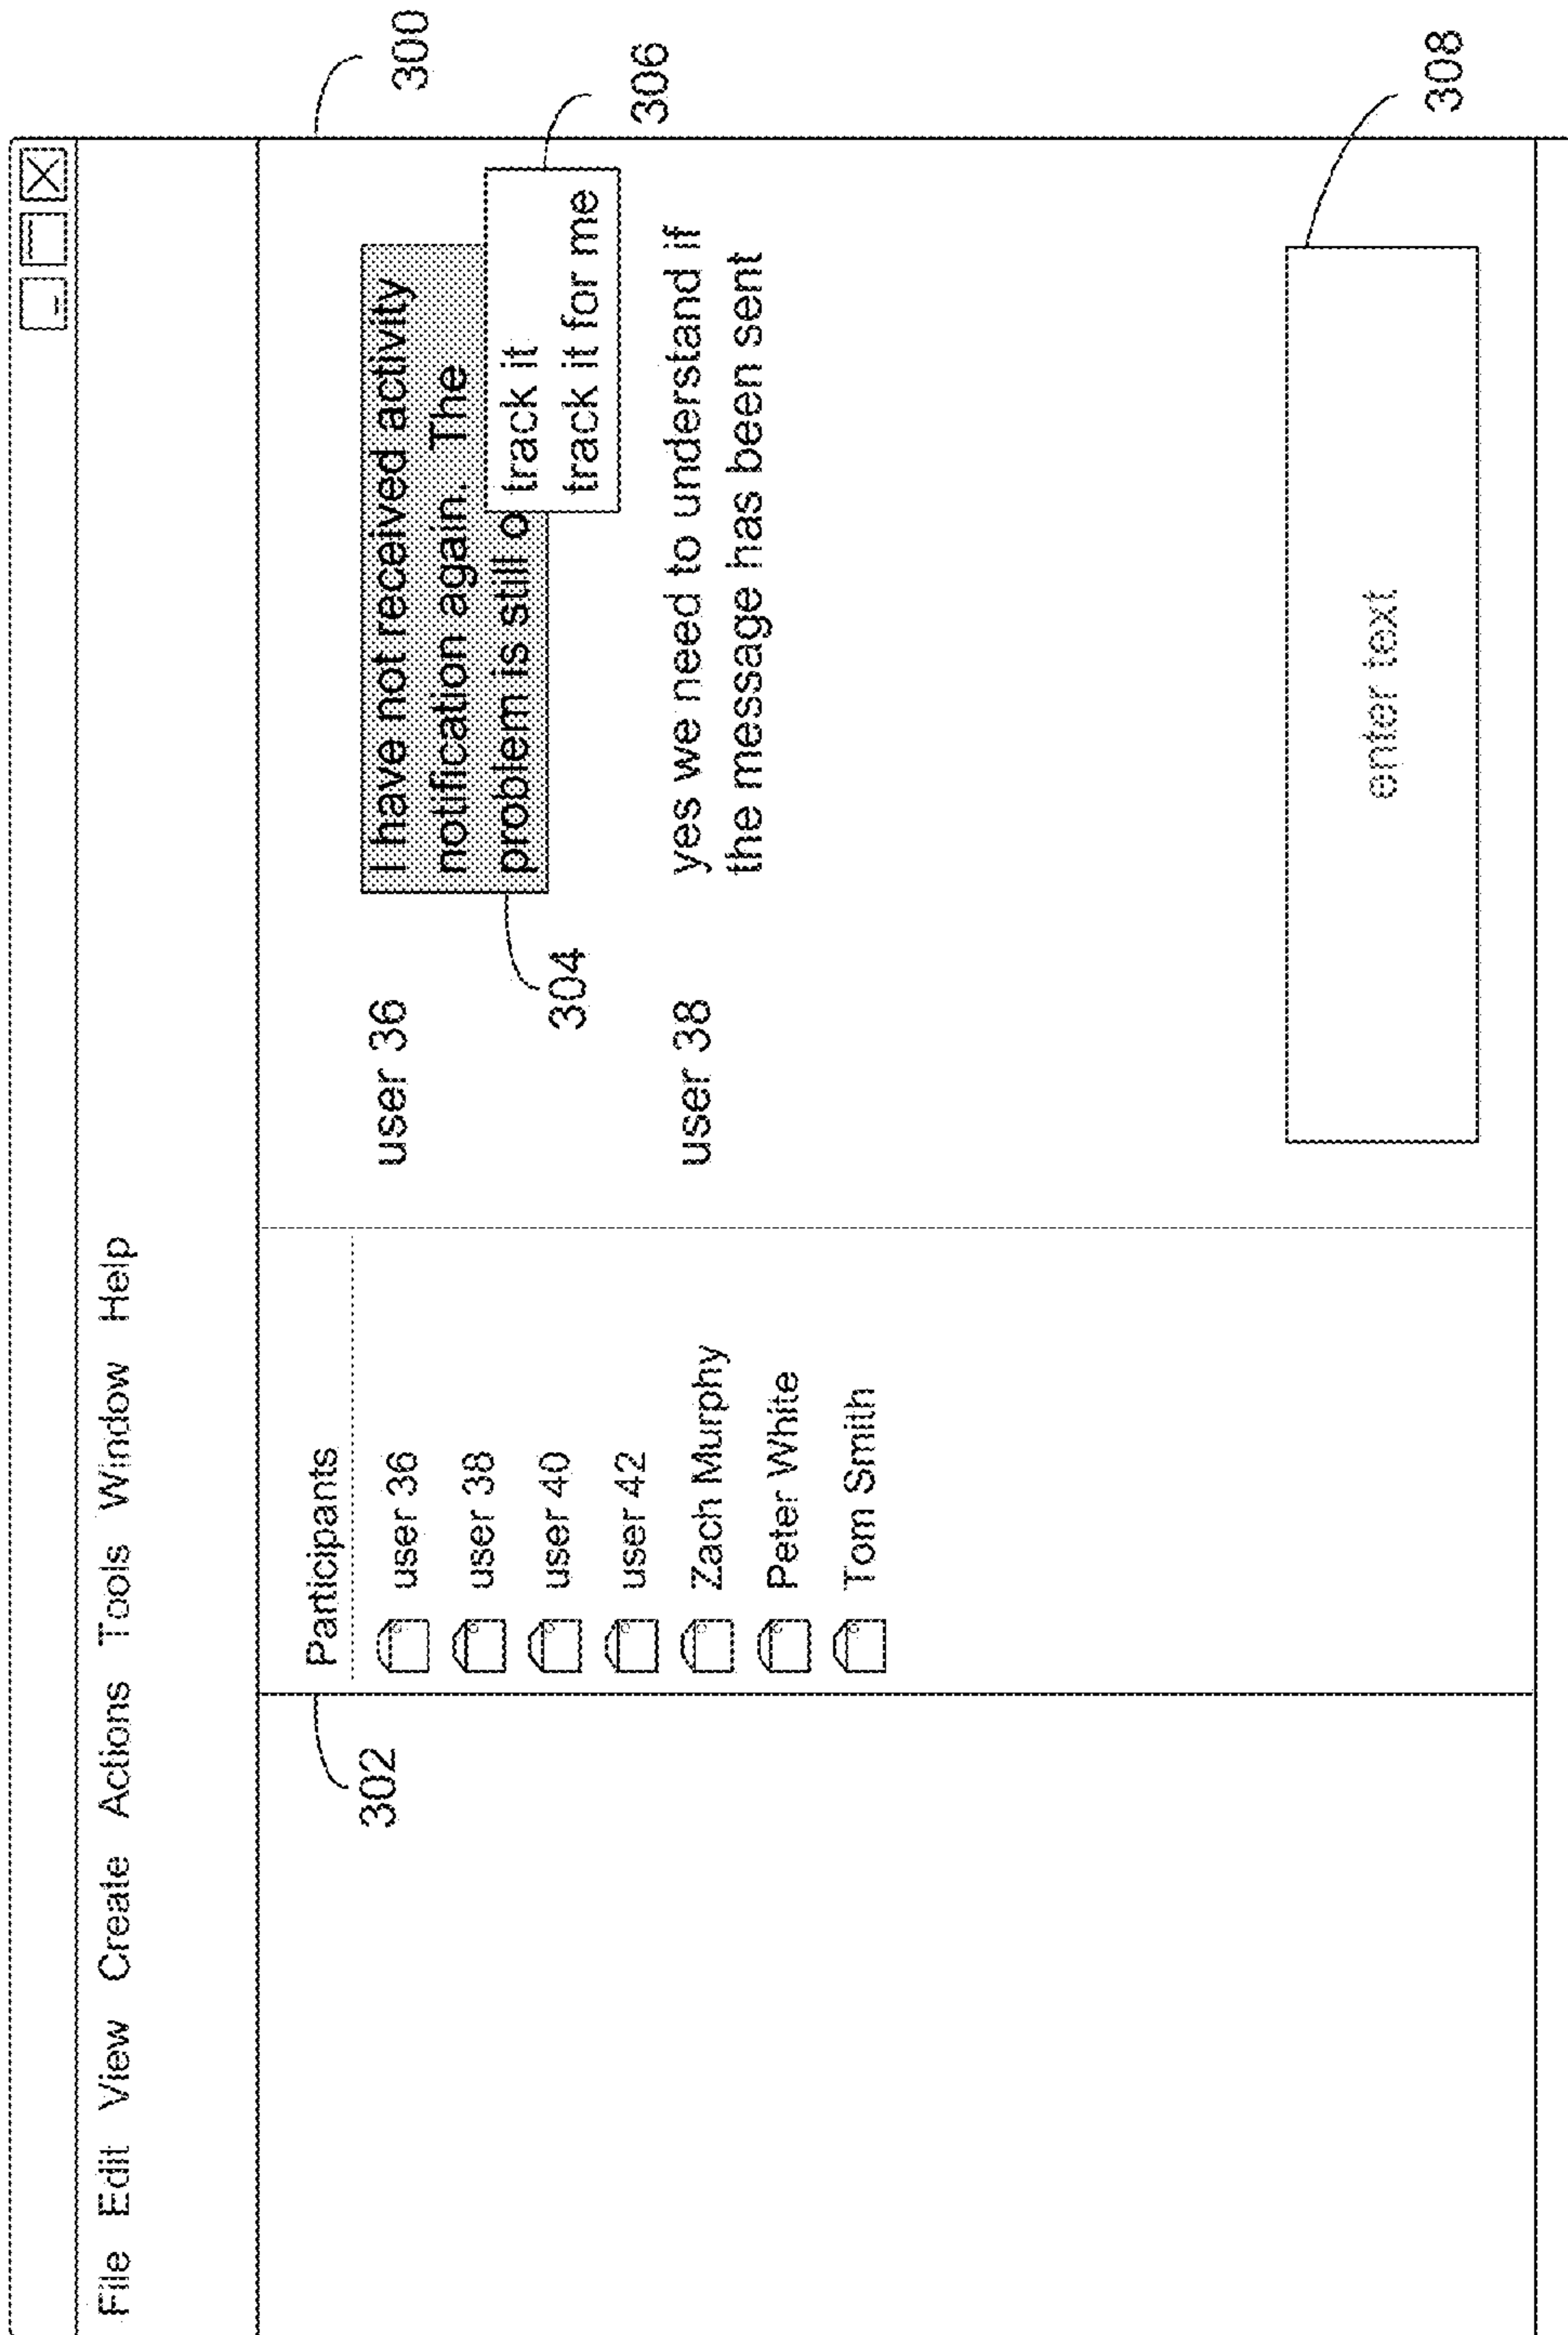 File Edit View Create Actions Tools Window Help
300
302
Participants
user 36
user 38
user 40
user 42
Zach Murphy
Peter White
Tom Smith
user 36
I have not received activity
notification again. The
problem is still o
304
track it
track it for me
306
user 38
yes we need to understand if
the message has been sent
enter text
308